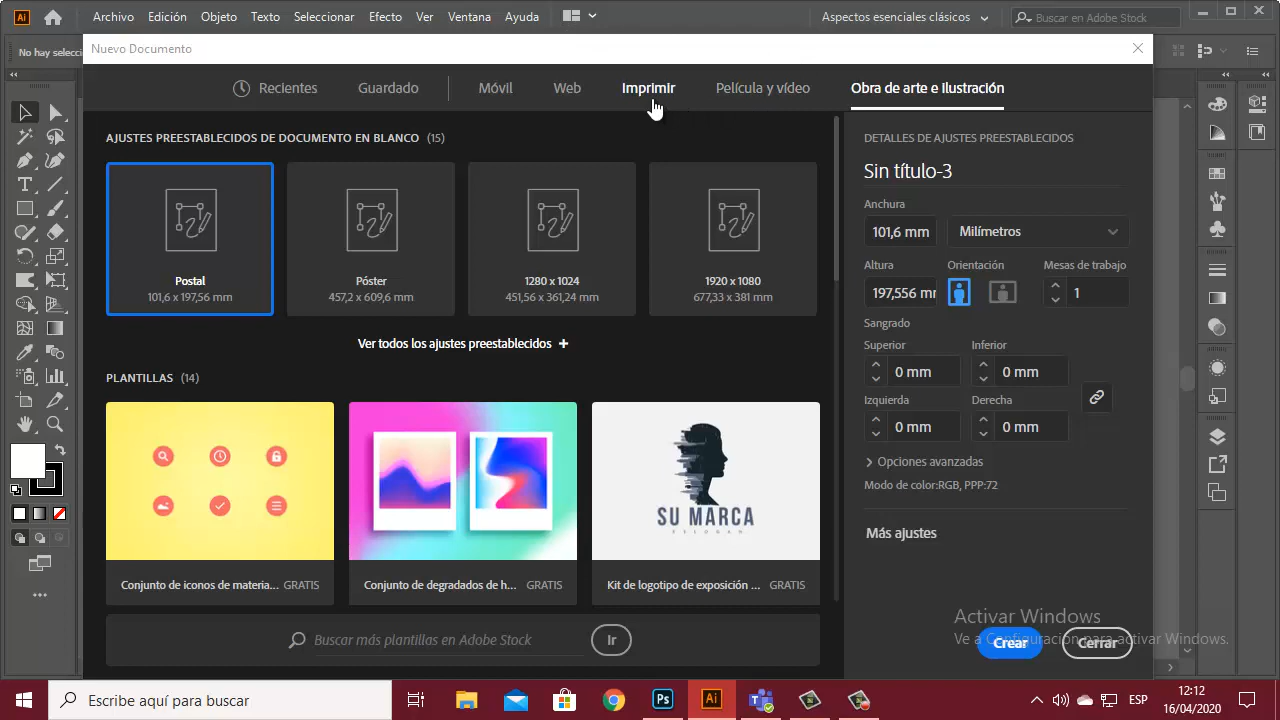 Ai Archivo Edición Objeto Texto Seleccionar Efecto Ver Ventana Ayuda Aspectos esenciales clásicos Buscar en Adobe Stock
No hay selecci
Nuevo Documento
Recientes Guardado Móvil Web Imprimir Película y vídeo Obra de arte e Ilustración
AJUSTES PREESTABLECIDOS DE DOCUMENTO EN BLANCO (15)
Postal
101,6 x 197,56 mm
Póster
457,2 x 609,6 mm
1280 x 1024
451,56 x 361,24 mm
1920 x 1080
677,33 x 381 mm
Ver todos los ajustes preestablecidos +
PLANTILLAS (14)
SU MARCA
Conjunto de iconos de materia... GRATIS
Conjunto de degradados de h... GRATIS
Kit de logotipo de exposición ... GRATIS
Buscar más plantillas en Adobe Stock Ir
DETALLES DE AJUSTES PREESTABLECIDOS
Sin título-3
Anchura
101,6 mm Milímetros
Altura Orientación Mesas de trabajo
197,556 mm 1
Sangrado
Superior Inferior
0 mm 0 mm
Izquierda Derecha
0 mm 0 mm
Opciones avanzadas
Modo de color:RGB, PPP:72
Más ajustes
Activar Windows
Ve a Configuración para activar Windows.
Crear Cerrar
Escribe aquí para buscar
Ps Ai
ESP
12:12
16/04/2020